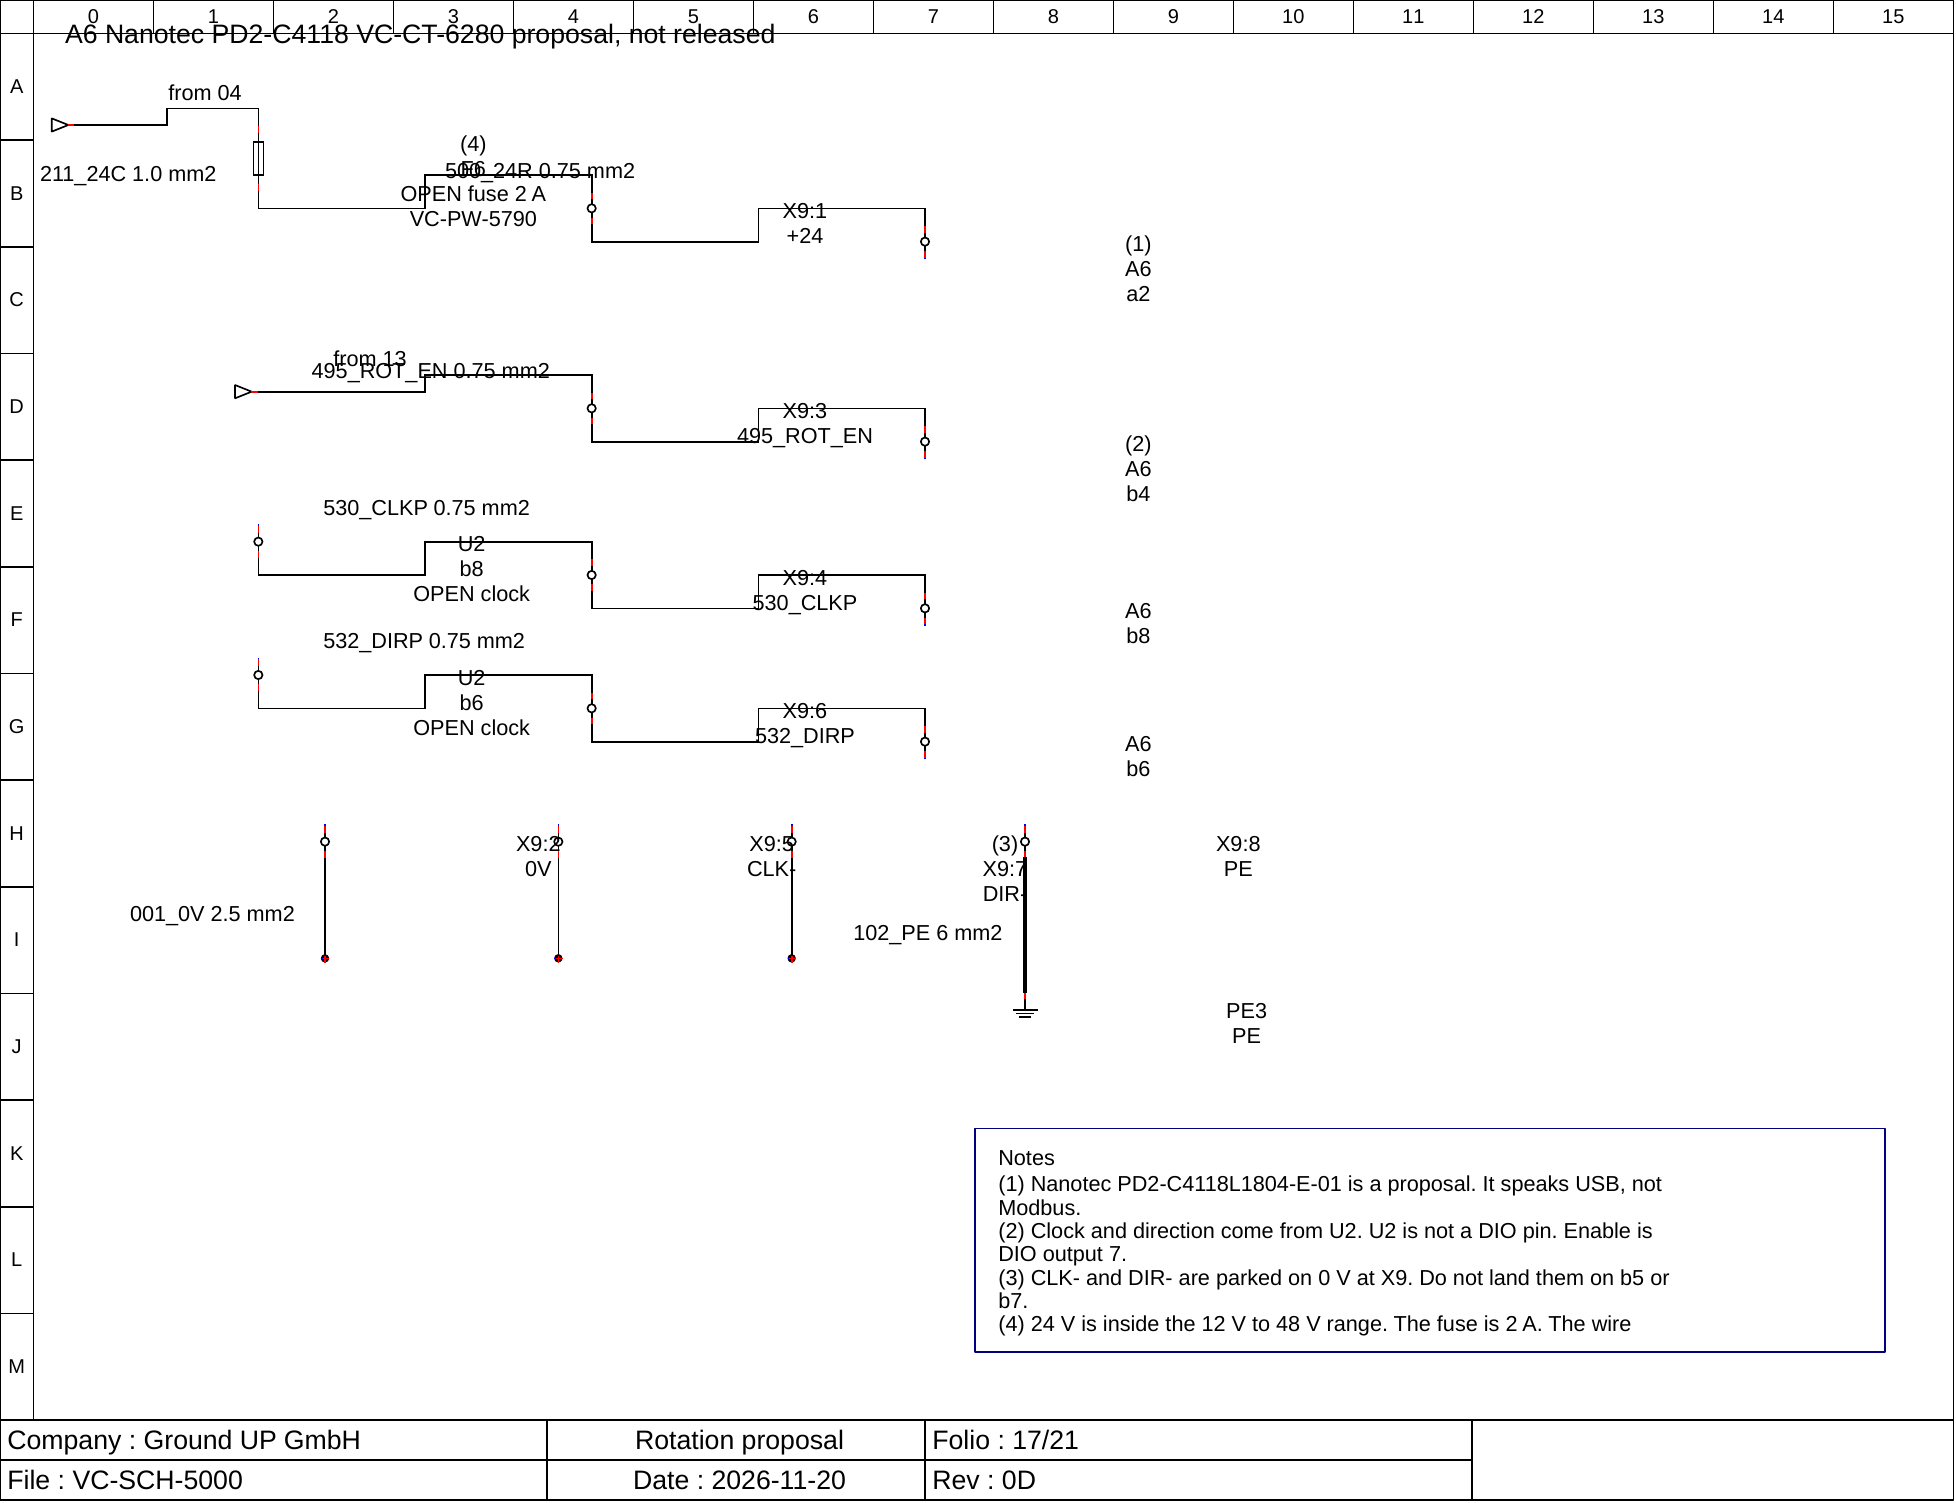 0 1 2 3 4 5 6 7 8 9 10 11 12 13 14 15
A6 Nanotec PD2-C4118 VC-CT-6280 proposal, not released
A
from 04
(4)
F6
500_24R 0.75 mm2
211_24C 1.0 mm2
B
OPEN fuse 2 A
VC-PW-5790
X9:1
+24
(1)
A6
a2
C
from 13
495_ROT_EN 0.75 mm2
D
X9:3
495_ROT_EN
(2)
A6
b4
E
530_CLKP 0.75 mm2
U2
b8
OPEN clock
X9:4
530_CLKP
A6
b8
F
532_DIRP 0.75 mm2
U2
b6
OPEN clock
G
X9:6
532_DIRP
A6
b6
H
X9:2
0V
X9:5
CLK-
(3)
X9:7
DIR-
X9:8
PE
001_0V 2.5 mm2
102_PE 6 mm2
I
PE3
PE
J
K
L
M
Notes
(1) Nanotec PD2-C4118L1804-E-01 is a proposal. It speaks USB, not
Modbus.
(2) Clock and direction come from U2. U2 is not a DIO pin. Enable is
DIO output 7.
(3) CLK- and DIR- are parked on 0 V at X9. Do not land them on b5 or
b7.
(4) 24 V is inside the 12 V to 48 V range. The fuse is 2 A. The wire
Company : Ground UP GmbH
Rotation proposal
Folio : 17/21
File : VC-SCH-5000
Date : 2026-11-20
Rev : 0D